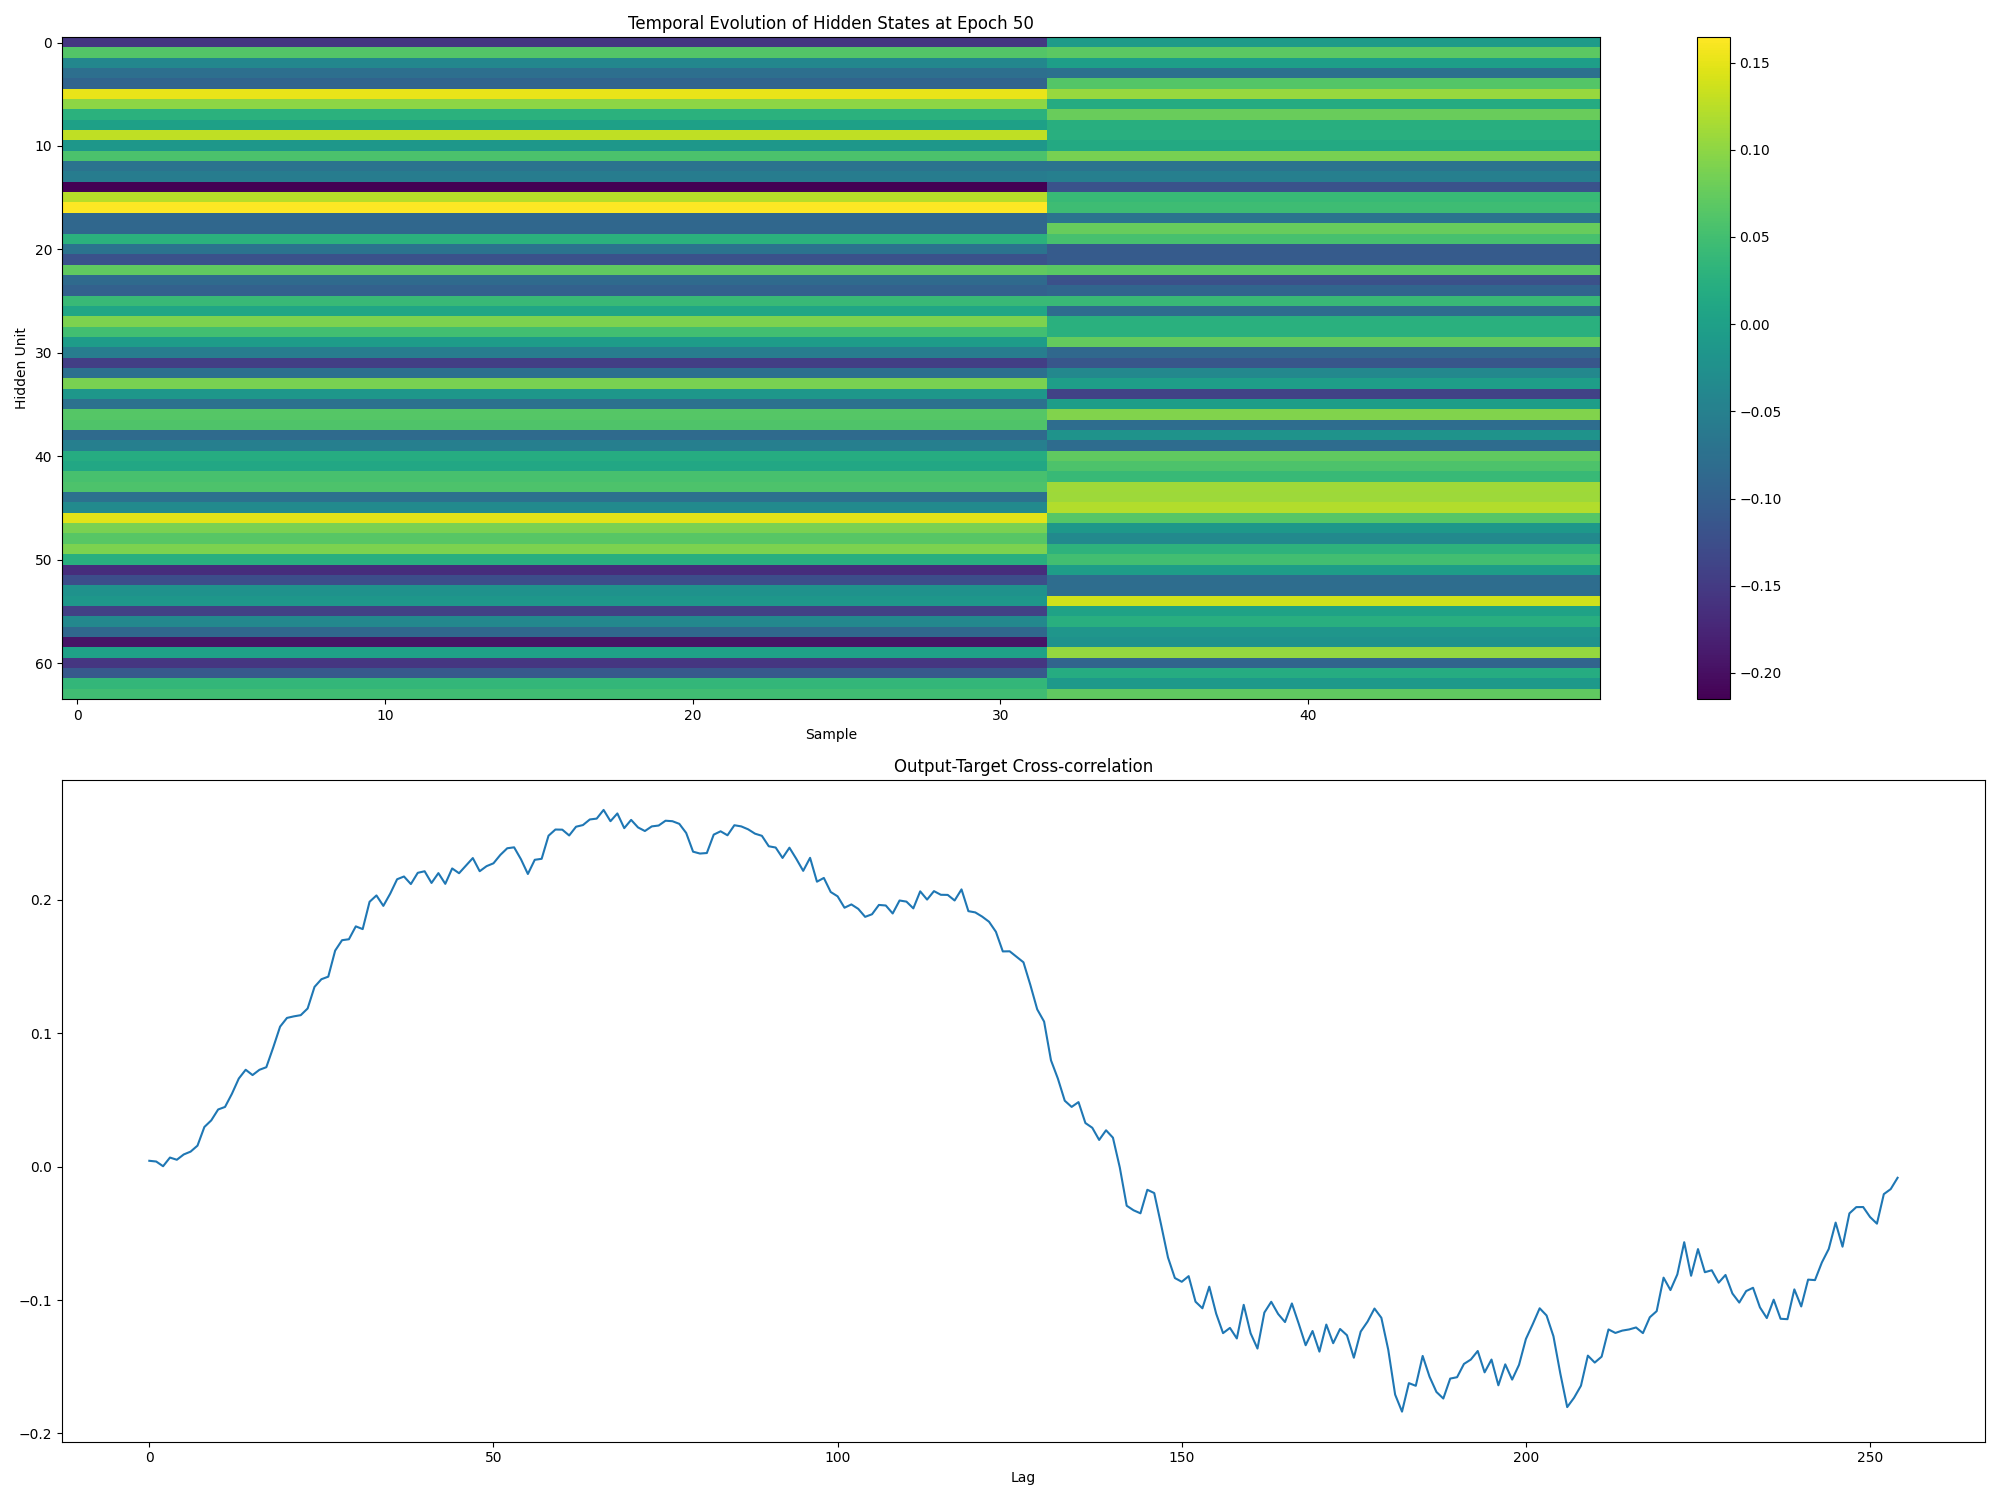 Temporal Evolution of Hidden States at Epoch 50
0
10
20
30
40
50
60
Hidden Unit
0 10 20 30 40
Sample
0.15
0.10
0.05
0.00
−0.05
−0.10
−0.15
−0.20
Output-Target Cross-correlation
0.2
0.1
0.0
−0.1
−0.2
0 50 100 150 200 250
Lag